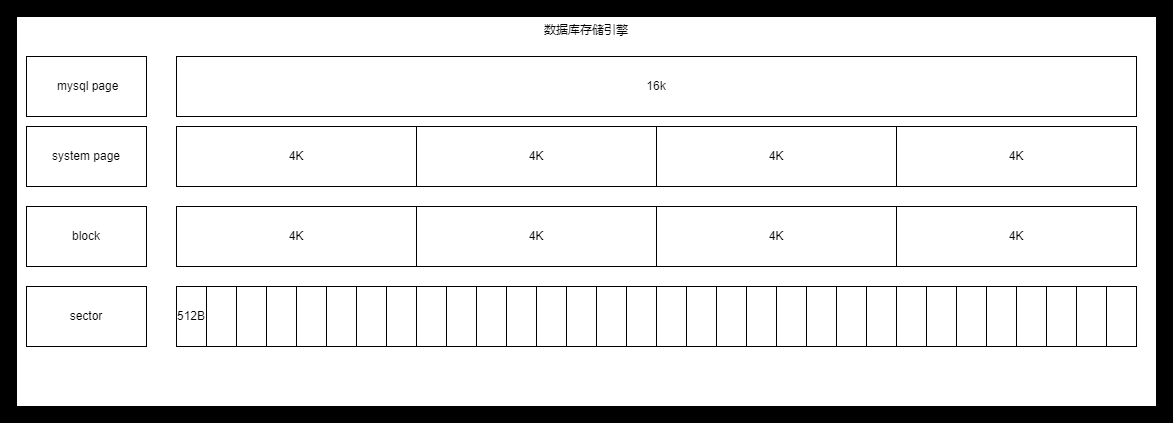 数据库存储引擎
mysql page
16k
system page
4K
4K
4K
4K
block
4K
4K
4K
4K
sector
512B